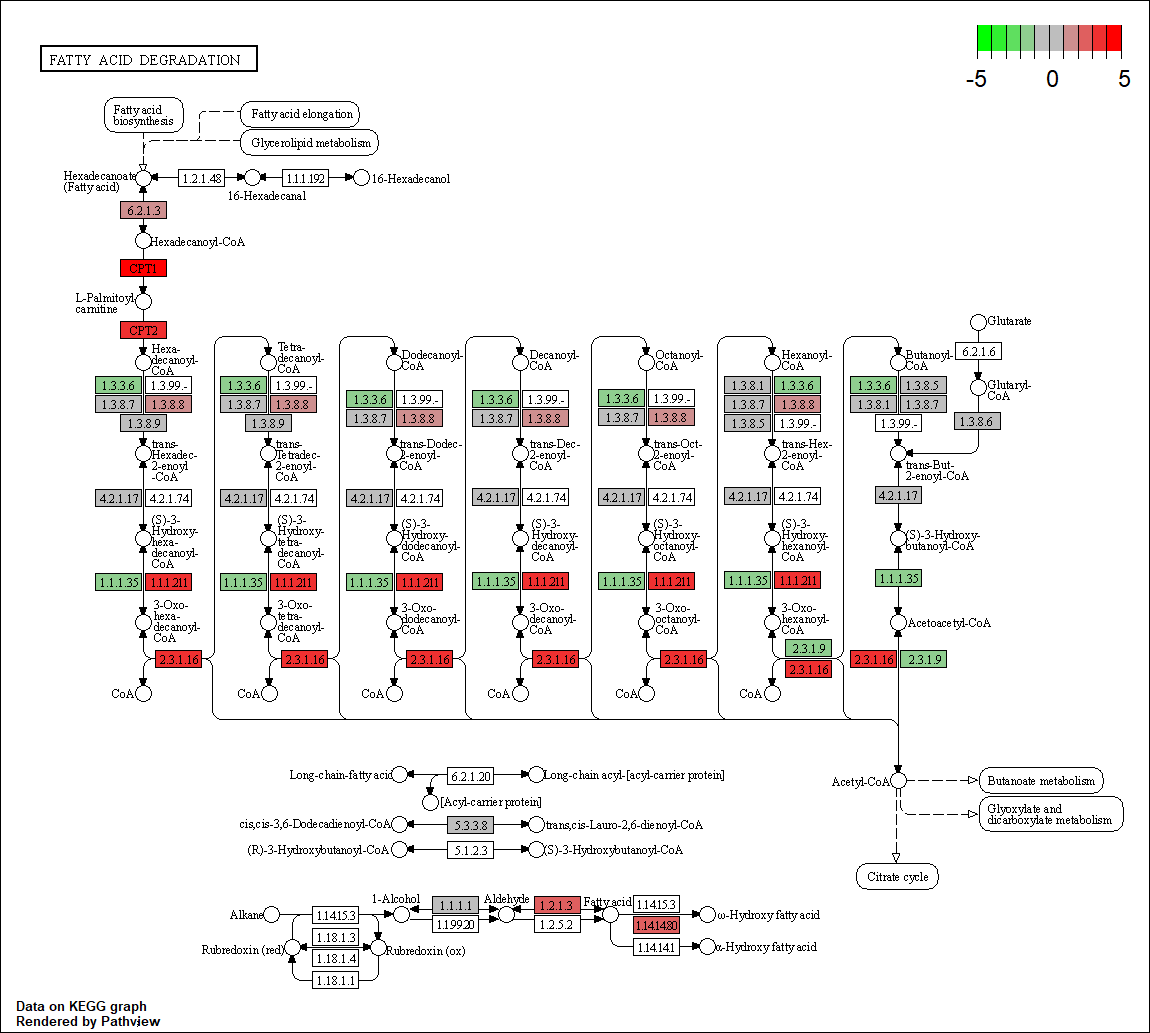 FATTY ACID DEGRADATION
-5 0 5
Fatty acid
biosynthesis
Fatty acid elongation
Glycerolipid metabolism
Hexadecanoate
(Fatty acid)
1.2.1.48
1.1.1.192
16-Hexadecanol
16-Hexadecanal
6.2.1.3
Hexadecanoyl-CoA
CPT1
L-Palmitoyl-
carnitine
CPT2
Glutarate
6.2.1.6
Glutaryl-
CoA
1.3.8.6
Hexa-
decanoyl-
CoA
Tetra-
decanoyl-
CoA
Dodecanoyl-
CoA
Decanoyl-
CoA
Octanoyl-
CoA
Hexanoyl-
CoA
Butanoyl-
CoA
1.3.3.6 1.3.99.- 1.3.3.6 1.3.99.- 1.3.8.1 1.3.3.6 1.3.3.6 1.3.8.5
1.3.3.6 1.3.99.- 1.3.3.6 1.3.99.- 1.3.3.6 1.3.99.-
1.3.8.7 1.3.8.8 1.3.8.7 1.3.8.8 1.3.8.7 1.3.8.8 1.3.8.1 1.3.8.7
1.3.8.7 1.3.8.8 1.3.8.7 1.3.8.8 1.3.8.7 1.3.8.8
1.3.8.9 1.3.8.9 1.3.8.5 1.3.99.- 1.3.99.-
trans-
Hexadec-
2-enoyl
-CoA
trans-
Tetradec-
2-enoyl-
CoA
trans-Dodec-
2-enoyl-
CoA
trans-Dec-
2-enoyl-
CoA
trans-Oct-
2-enoyl-
CoA
trans-Hex-
2-enoyl-
CoA
trans-But-
2-enoyl-CoA
4.2.1.17 4.2.1.74 4.2.1.17 4.2.1.74 4.2.1.17 4.2.1.74 4.2.1.17 4.2.1.74 4.2.1.17 4.2.1.74 4.2.1.17 4.2.1.74 4.2.1.17
(S)-3-
Hydroxy-
hexa-
decanoyl-
CoA
(S)-3-
Hydroxy-
tetra-
decanoyl-
CoA
(S)-3-
Hydroxy-
dodecanoyl-
CoA
(S)-3-
Hydroxy-
decanoyl-
CoA
(S)-3-
Hydroxy-
octanoyl-
CoA
(S)-3-
Hydroxy-
hexanoyl-
CoA
(S)-3-Hydroxy-
butanoyl-CoA
1.1.1.35 1.1.1.211 1.1.1.35 1.1.1.211 1.1.1.35 1.1.1.211 1.1.1.35 1.1.1.211 1.1.1.35 1.1.1.211 1.1.1.35 1.1.1.211 1.1.1.35
3-Oxo-
hexa-
decanoyl-
CoA
3-Oxo-
tetra-
decanoyl-
CoA
3-Oxo-
dodecanoyl-
CoA
3-Oxo-
decanoyl-
CoA
3-Oxo-
octanoyl-
CoA
3-Oxo-
hexanoyl-
CoA
Acetoacetyl-CoA
2.3.1.9
2.3.1.16 2.3.1.16 2.3.1.16 2.3.1.16 2.3.1.16 2.3.1.16 2.3.1.16 2.3.1.9
CoA CoA CoA CoA CoA CoA
Long-chain-fatty acid 6.2.1.20 Long-chain acyl-[acyl-carrier protein]
[Acyl-carrier protein]
cis,cis-3,6-Dodecadienoyl-CoA 5.3.3.8 trans,cis-Lauro-2,6-dienoyl-CoA
(R)-3-Hydroxybutanoyl-CoA 5.1.2.3 (S)-3-Hydroxybutanoyl-CoA
Acetyl-CoA
Butanoate metabolism
Glyoxylate and
dicarboxylate metabolism
Citrate cycle
1-Alcohol 1.1.1.1 Aldehyde 1.2.1.3 Fatty acid 1.14.15.3
Alkane 1.14.15.3 ω-Hydroxy fatty acid
1.1.99.20 1.2.5.2 1.14.14.80
1.18.1.3
Rubredoxin (red) Rubredoxin (ox) 1.14.14.1 α-Hydroxy fatty acid
1.18.1.4
1.18.1.1
Data on KEGG graph
Rendered by Pathview